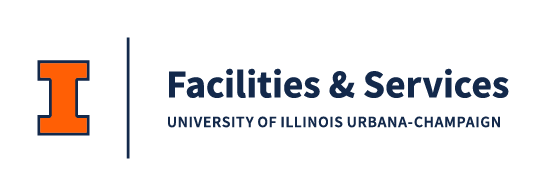 I
Facilities & Services
UNIVERSITY OF ILLINOIS URBANA-CHAMPAIGN